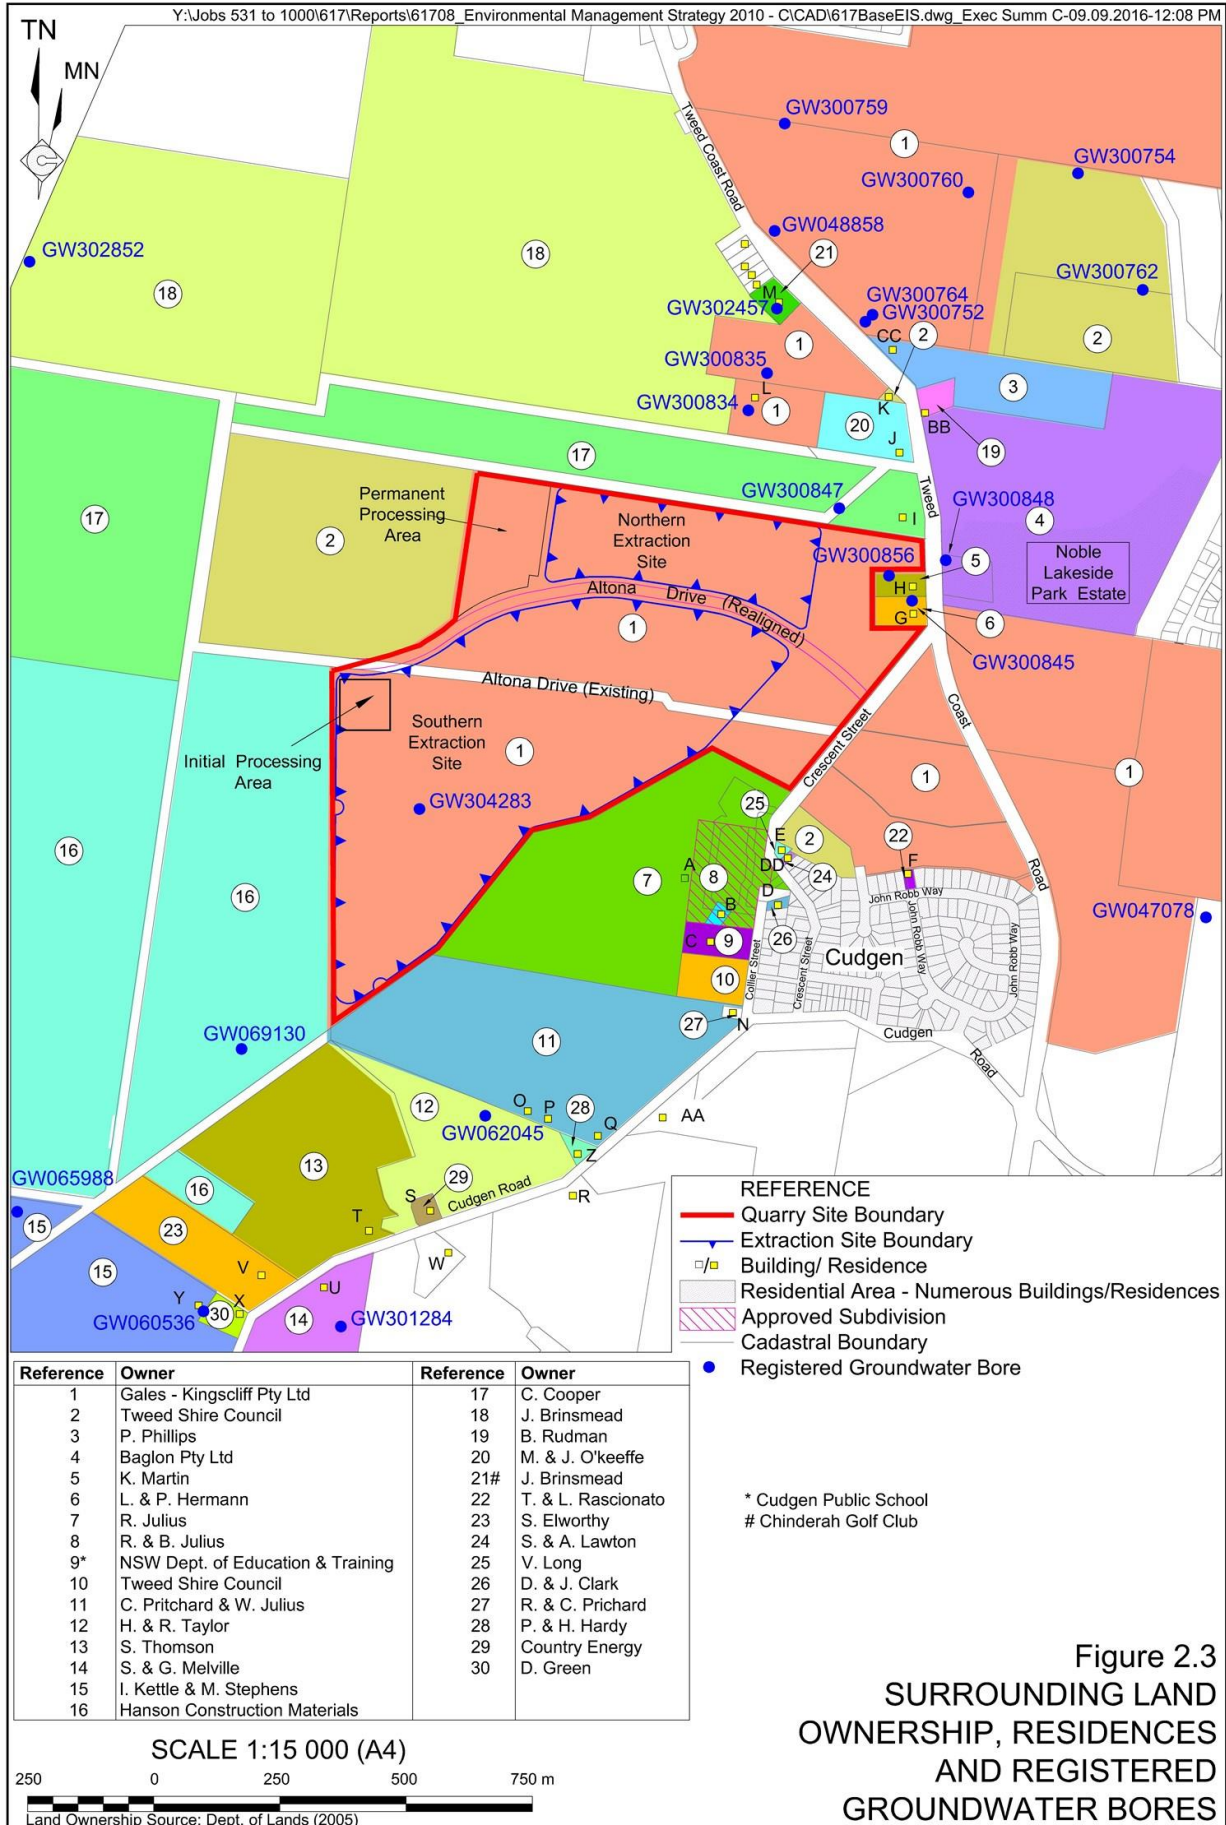 Y:\Jobs 531 to 1000\617\Reports\61708_Environmental Management Strategy 2010 - C\CAD\617BaseEIS.dwg_Exec Summ C-09.09.2016-12:08 PM
TN
MN
GW300759
1
GW300754
GW300760
Tweed Coast Road
GW048858
GW302852
18
18
21
GW300762
M
GW302457
GW300764
GW300752
2
CC
1
2
GW300835
L
3
GW300834
1
K
20
BB
19
J
17
Tweed
GW300847
GW300848
17
Permanent
Processing
Area
Northern
Extraction
Site
I
4
2
GW300856
5
Noble
Lakeside
Park Estate
H
Altona Drive (Realigned)
1
G
6
GW300845
Altona Drive (Existing)
Coast
Southern
Extraction
Site
1
Initial Processing
Area
Crescent Street
1
1
GW304283
25
16
E
2
22
F
DD
24
A
7
8
Road
16
D
John Robb Way
B
26
GW047078
C
9
John Robb Way
John Robb Way
Cudgen
10
Collier Street
Crescent Street
27
N
GW069130
11
Cudgen
Road
12
O
P
28
AA
GW062045
Q
13
Z
GW065988
16
29
Cudgen Road
R
15
S
23
T
W
15
V
U
Y
X
GW060536
30
14
GW301284
REFERENCE
Quarry Site Boundary
Extraction Site Boundary
Building/ Residence
Residential Area - Numerous Buildings/Residences
Approved Subdivision
Cadastral Boundary
Registered Groundwater Bore
Reference Owner Reference Owner
1 Gales - Kingscliff Pty Ltd 17 C. Cooper
2 Tweed Shire Council 18 J. Brinsmead
3 P. Phillips 19 B. Rudman
4 Baglon Pty Ltd 20 M. & J. O'keeffe
5 K. Martin 21# J. Brinsmead
6 L. & P. Hermann 22 T. & L. Rascionato
7 R. Julius 23 S. Elworthy
8 R. & B. Julius 24 S. & A. Lawton
9* NSW Dept. of Education & Training 25 V. Long
10 Tweed Shire Council 26 D. & J. Clark
11 C. Pritchard & W. Julius 27 R. & C. Prichard
12 H. & R. Taylor 28 P. & H. Hardy
13 S. Thomson 29 Country Energy
14 S. & G. Melville 30 D. Green
15 I. Kettle & M. Stephens
16 Hanson Construction Materials
* Cudgen Public School
# Chinderah Golf Club
SCALE 1:15 000 (A4)
250 0 250 500 750 m
Land Ownership Source: Dept. of Lands (2005)
Figure 2.3
SURROUNDING LAND
OWNERSHIP, RESIDENCES
AND REGISTERED
GROUNDWATER BORES